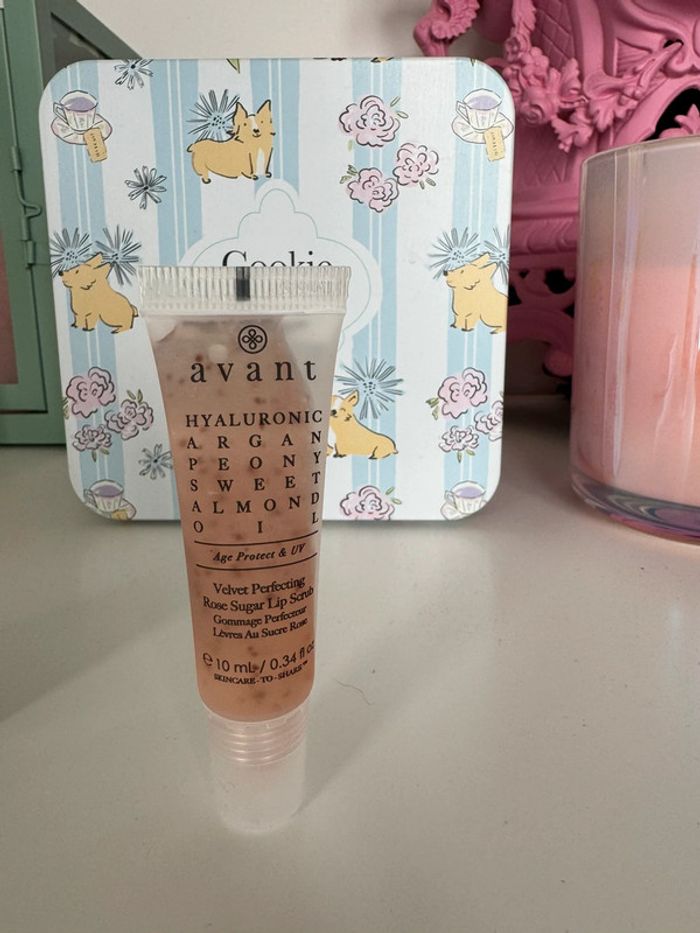 Cookie
avant
HYALURONIC
ARGAN
PEONY
SWEET
ALMOND
OIL
Age Protect & UV
Velvet Perfecting
Rose Sugar Lip Scrub
Gommage Perfecteur
Lèvres Au Sucre Rose
℮ 10 mL / 0.34 fl oz
SKINCARE-TO-SHARE™